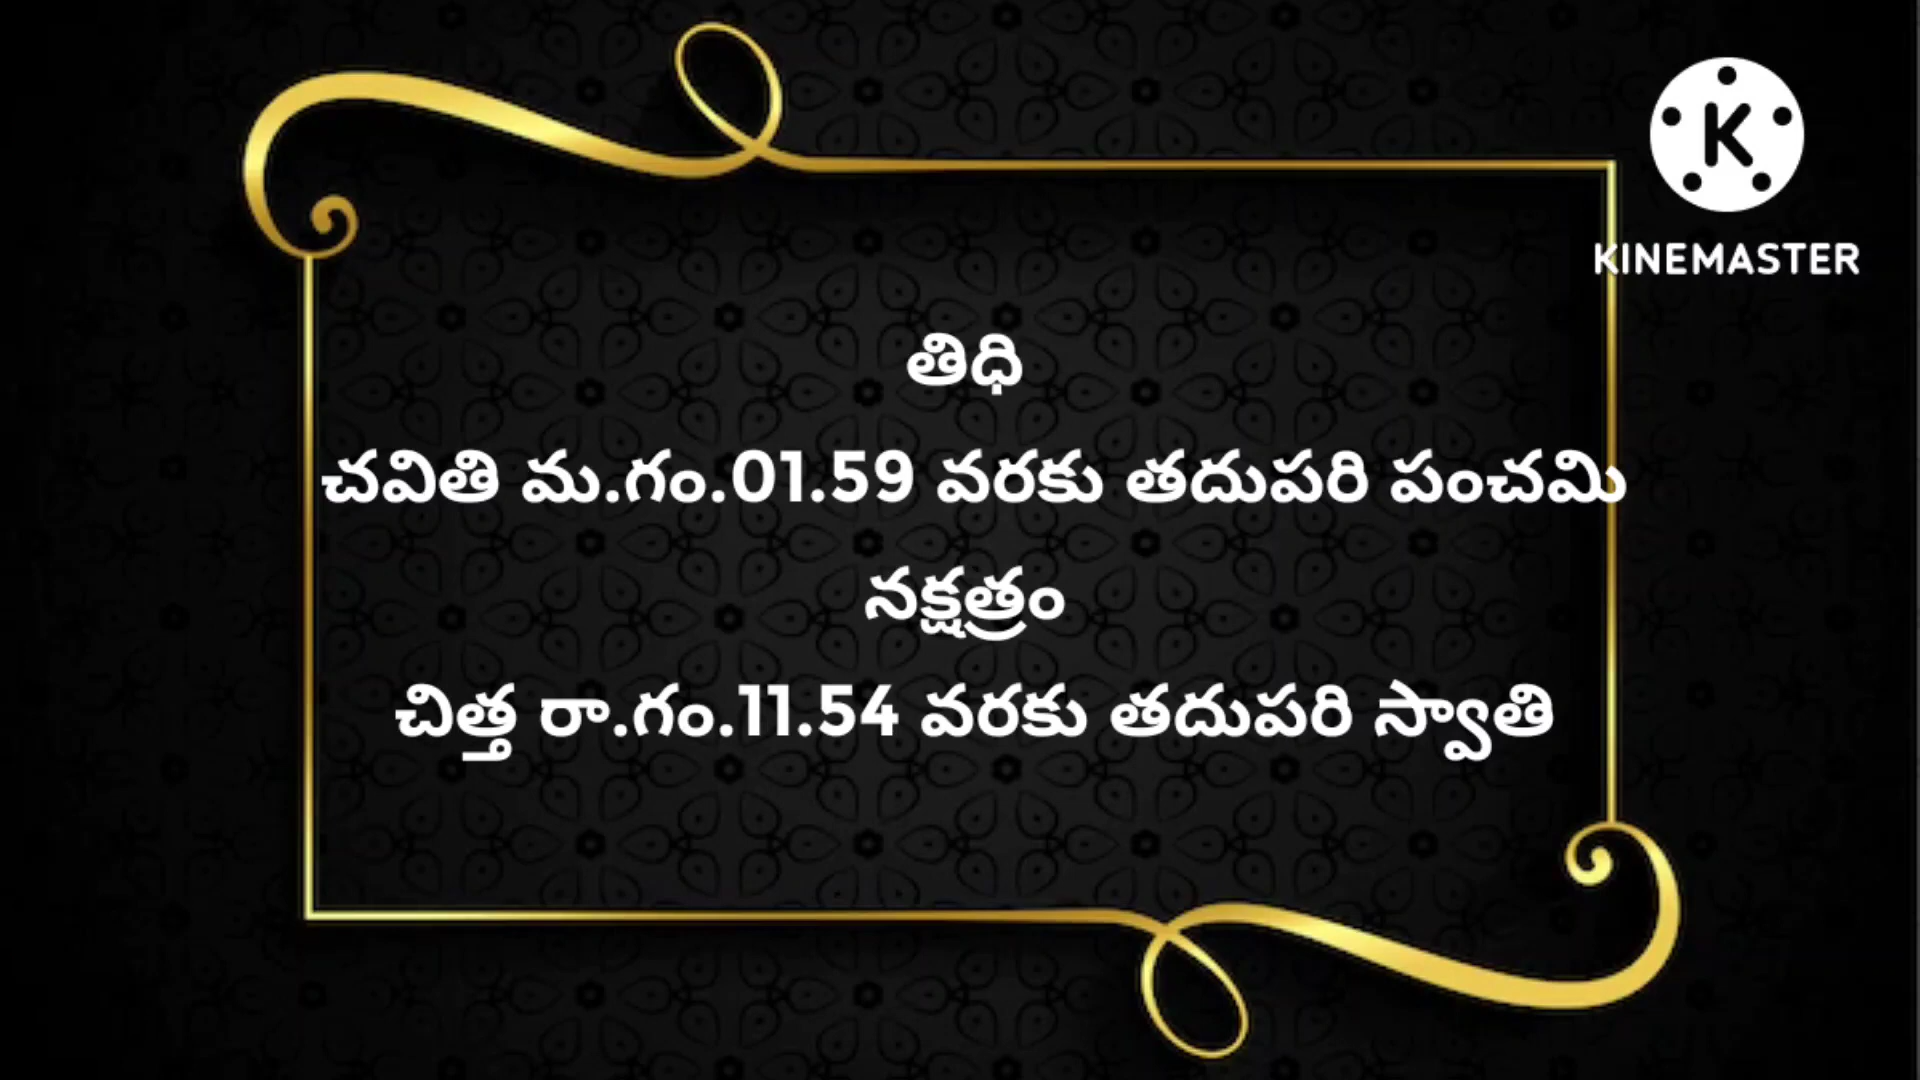 KINEMASTER
తిధి
చవితి మ.గం.01.59 వరకు తదుపరి పంచమి
నక్షత్రం
చిత్త రా.గం.11.54 వరకు తదుపరి స్వాతి